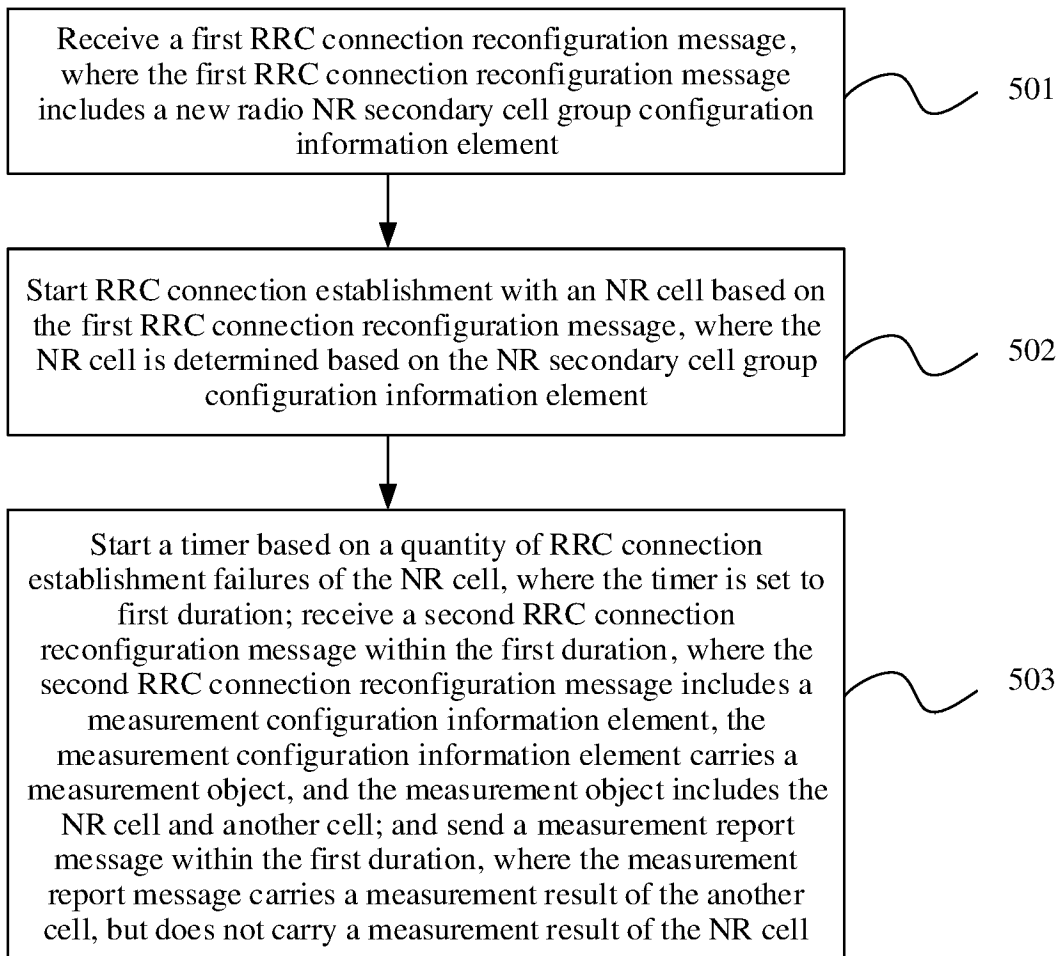 Receive a first RRC connection reconfiguration message,
where the first RRC connection reconfiguration message
includes a new radio NR secondary cell group configuration
information element
501
Start RRC connection establishment with an NR cell based on
the first RRC connection reconfiguration message, where the
NR cell is determined based on the NR secondary cell group
configuration information element
502
Start a timer based on a quantity of RRC connection
establishment failures of the NR cell, where the timer is set to
first duration; receive a second RRC connection
reconfiguration message within the first duration, where the
second RRC connection reconfiguration message includes a
measurement configuration information element, the
measurement configuration information element carries a
measurement object, and the measurement object includes the
NR cell and another cell; and send a measurement report
message within the first duration, where the measurement
report message carries a measurement result of the another
cell, but does not carry a measurement result of the NR cell
503